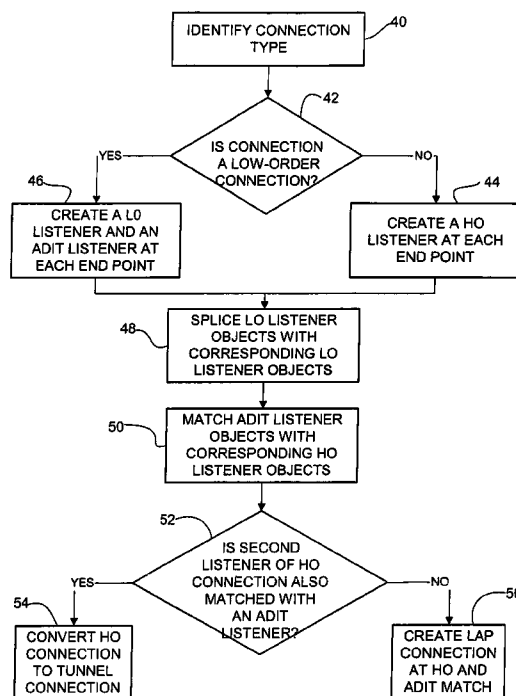 IDENTIFY CONNECTION
TYPE
40
42
IS CONNECTION
A LOW-ORDER
CONNECTION?
YES
NO
46
44
CREATE A L0
LISTENER AND AN
ADIT LISTENER AT
EACH END POINT
CREATE A HO
LISTENER AT EACH
END POINT
48
SPLICE LO LISTENER
OBJECTS WITH
CORRESPONDING LO
LISTENER OBJECTS
50
MATCH ADIT LISTENER
OBJECTS WITH
CORRESPONDING HO
LISTENER OBJECTS
52
IS SECOND
LISTENER OF HO
CONNECTION ALSO
MATCHED WITH
AN ADIT
LISTENER?
YES
NO
54
CONVERT HO
CONNECTION
TO TUNNEL
CONNECTION
CREATE LAP
CONNECTION
AT HO AND
ADIT MATCH